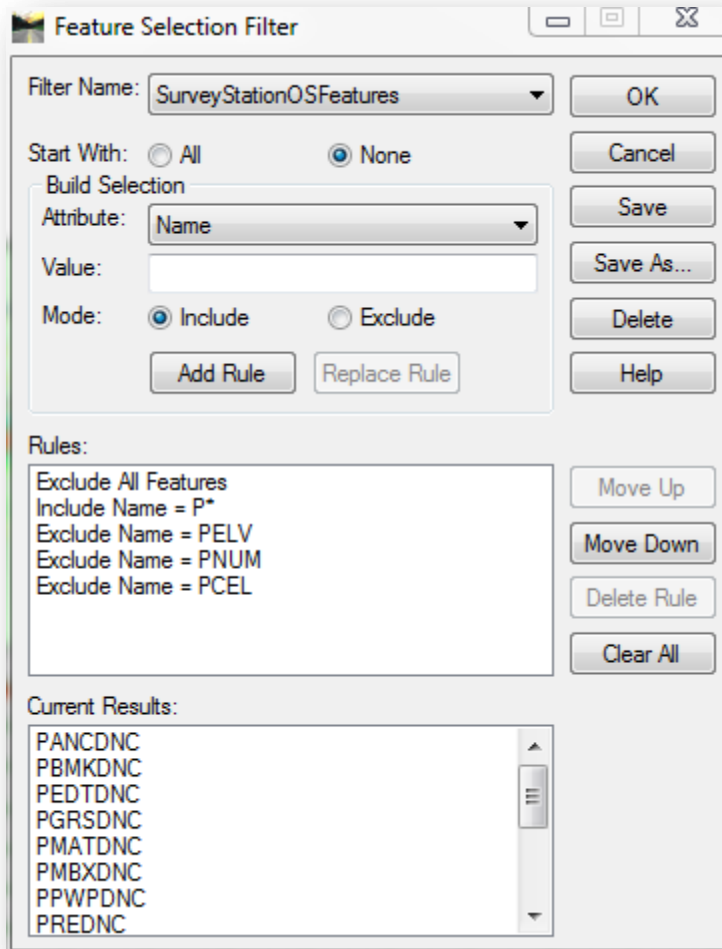 Feature Selection Filter
Filter Name: SurveyStationOSFeatures OK
Start With: All None Cancel
Build Selection
Attribute: Name Save
Value: Save As...
Mode: Include Exclude Delete
Add Rule Replace Rule Help
Rules:
Exclude All Features
Include Name = P*
Exclude Name = PELV
Exclude Name = PNUM
Exclude Name = PCEL
Move Up
Move Down
Delete Rule
Clear All
Current Results:
PANCDNC
PBMKDNC
PEDTDNC
PGRSDNC
PMATDNC
PMBXDNC
PPWPDNC
PREDNC